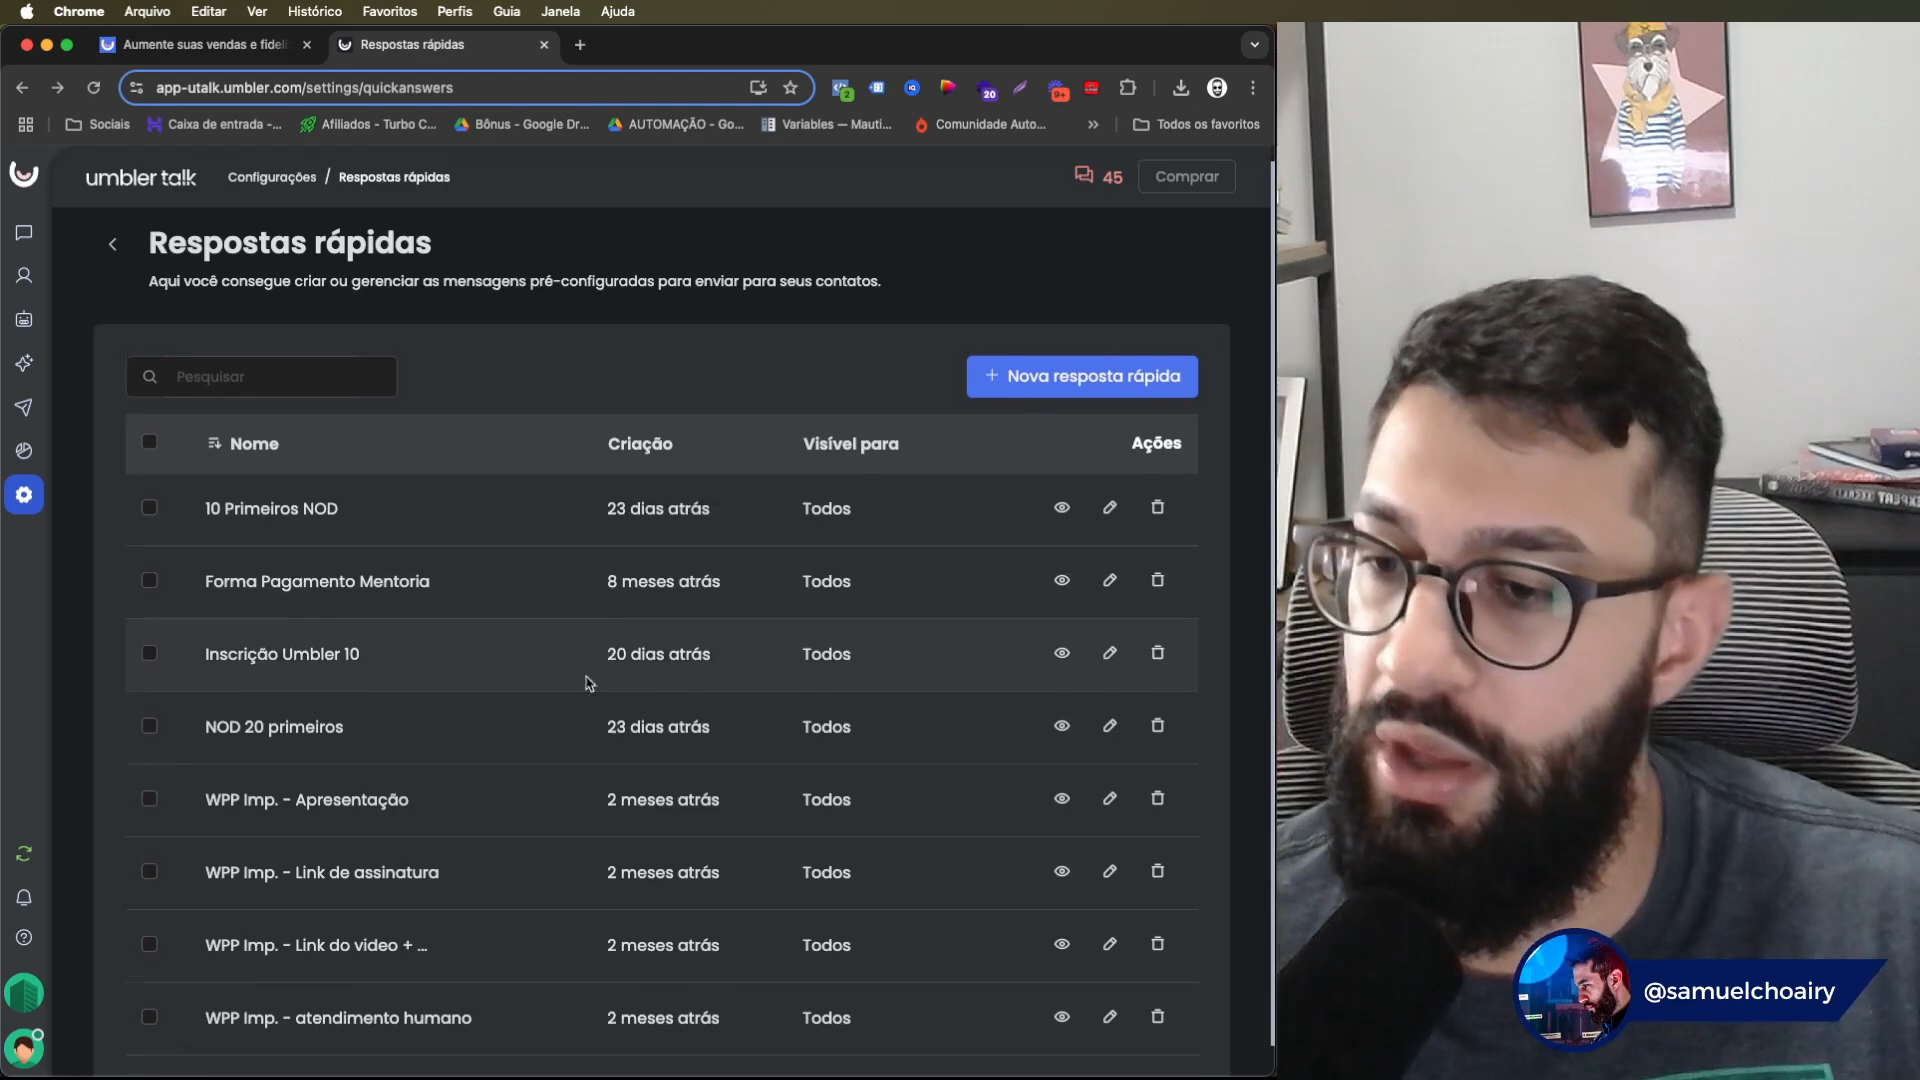 Chrome Arquivo Editar Ver Histórico Favoritos Perfis Guia Janela Ajuda
Aumente suas vendas e fideli
Respostas rápidas
app-utalk.umbler.com/settings/quickanswers
2
20
9+
Sociais
Caixa de entrada -...
Afiliados - Turbo C...
Bônus - Google Dr...
AUTOMAÇÃO - Go...
Variables — Mauti...
Comunidade Auto...
Todos os favoritos
umbler talk
Configurações / Respostas rápidas
45
Comprar
Respostas rápidas
Aqui você consegue criar ou gerenciar as mensagens pré-configuradas para enviar para seus contatos.
Pesquisar
+ Nova resposta rápida
Nome Criação Visível para Ações
10 Primeiros NOD 23 dias atrás Todos
Forma Pagamento Mentoria 8 meses atrás Todos
Inscrição Umbler 10 20 dias atrás Todos
NOD 20 primeiros 23 dias atrás Todos
WPP Imp. - Apresentação 2 meses atrás Todos
WPP Imp. - Link de assinatura 2 meses atrás Todos
WPP Imp. - Link do video + ... 2 meses atrás Todos
WPP Imp. - atendimento humano 2 meses atrás Todos
@samuelchoairy